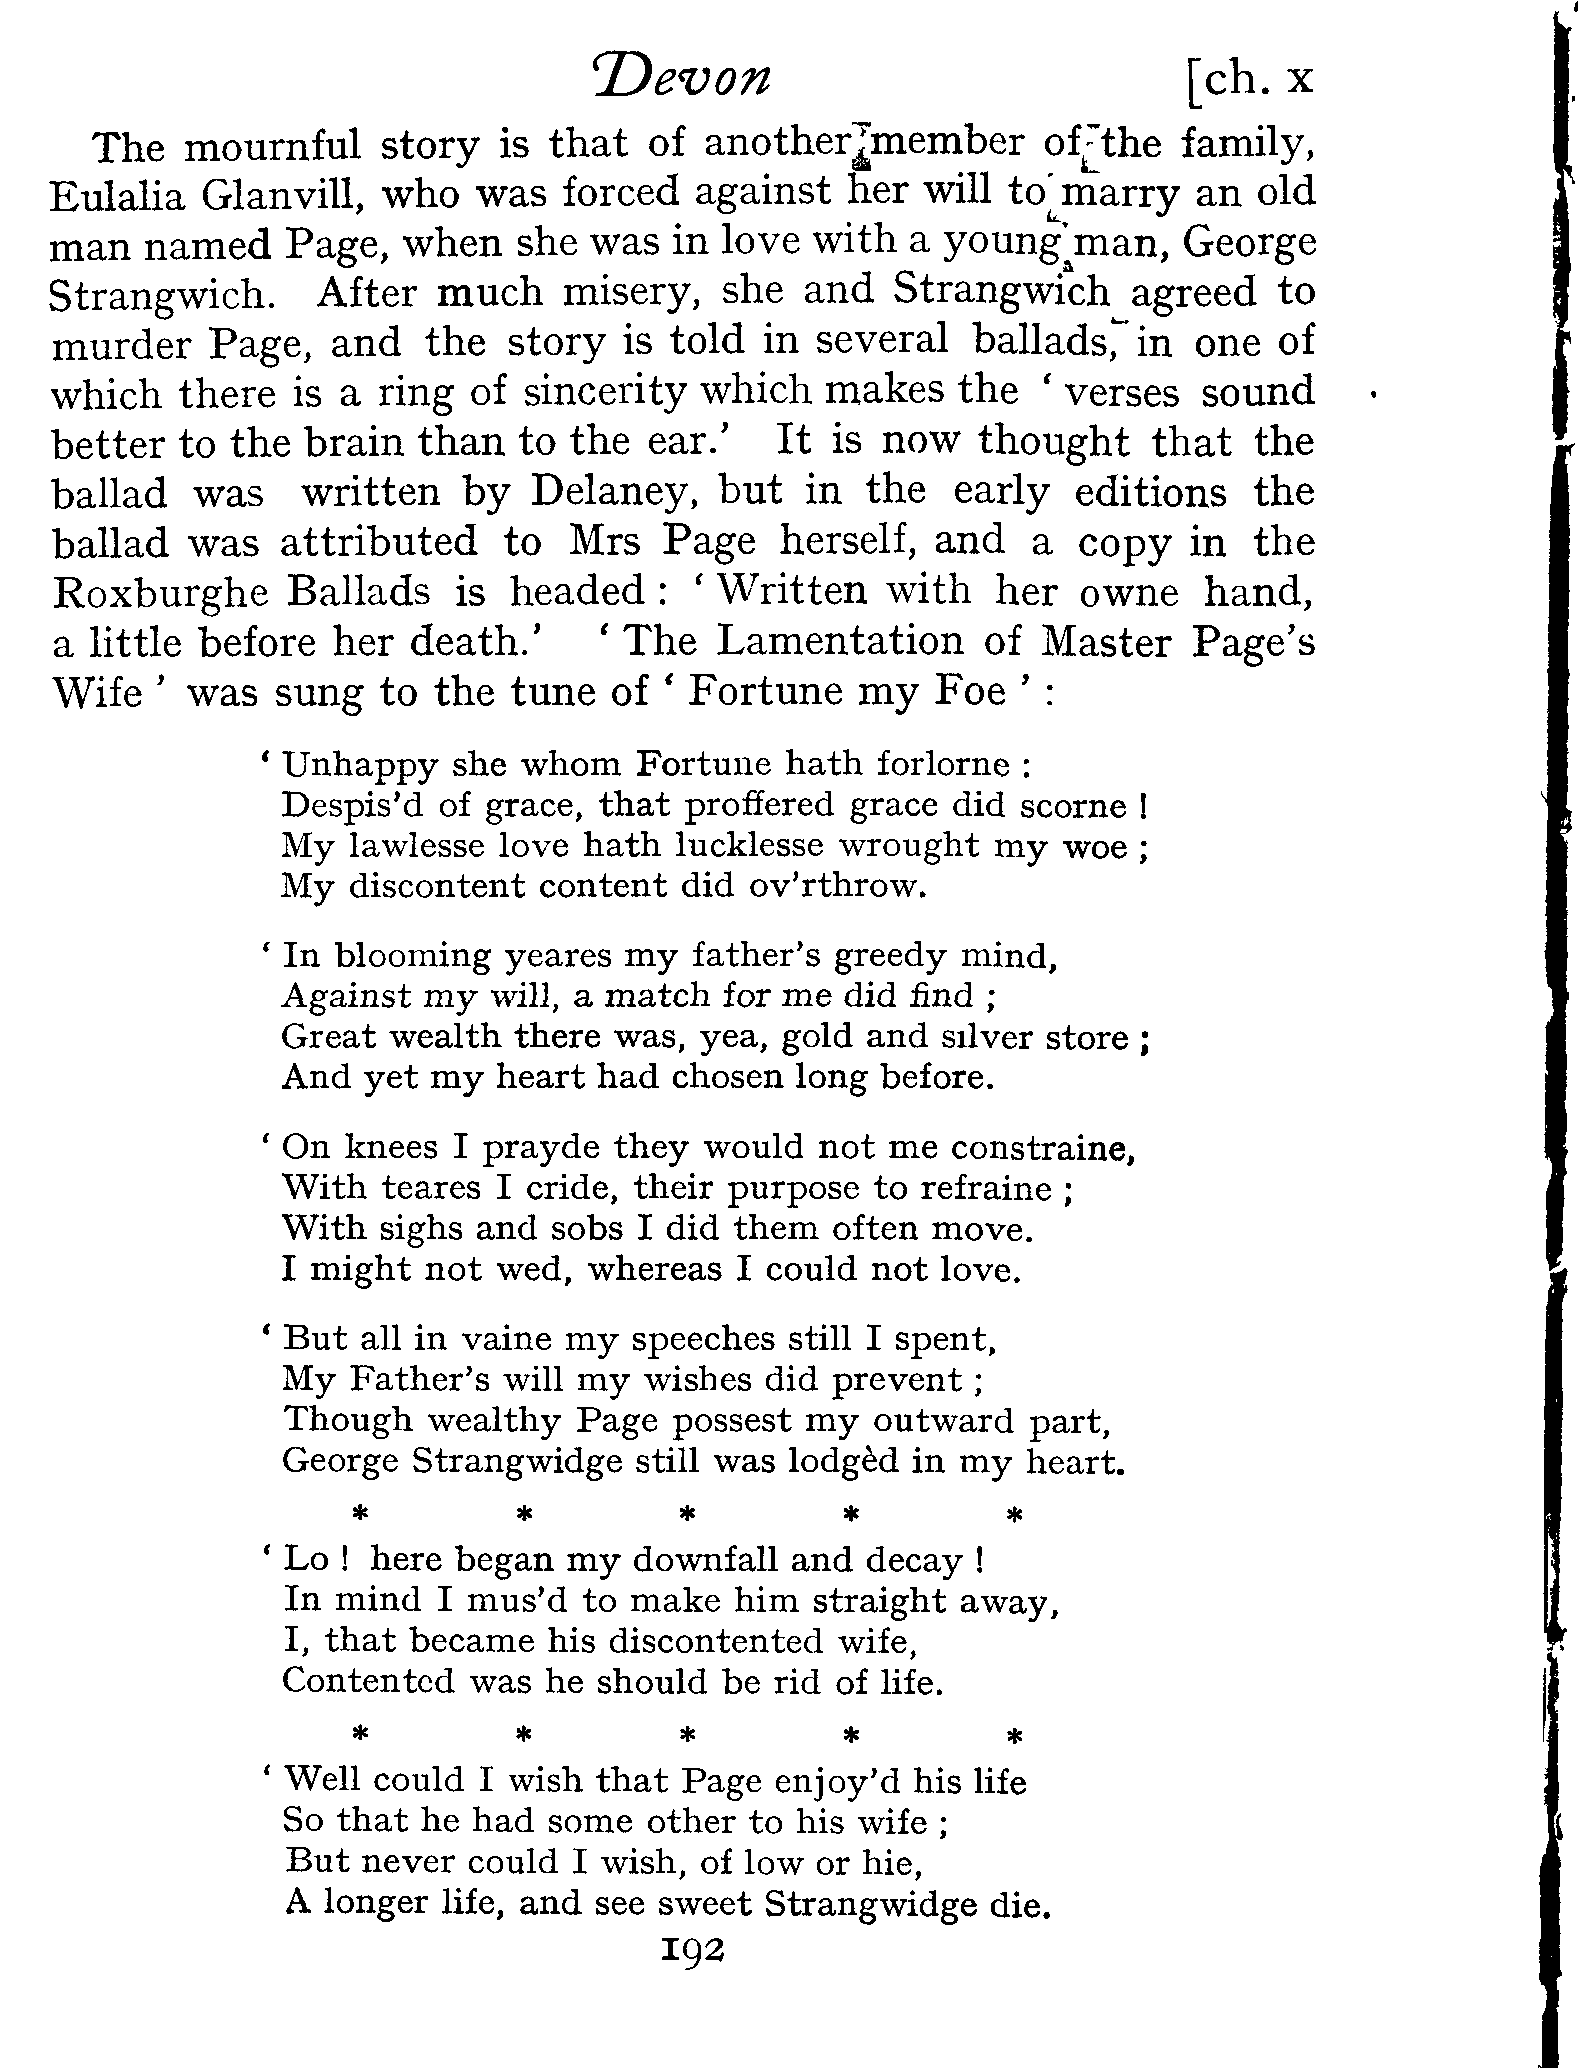 Devon [ch. x
The mournful story is that of another member of the family,
Eulalia Glanvill, who was forced against her will to marry an old
man named Page, when she was in love with a young man, George
Strangwich. After much misery, she and Strangwich agreed to
murder Page, and the story is told in several ballads, in one of
which there is a ring of sincerity which makes the ‘ verses sound
better to the brain than to the ear.’ It is now thought that the
ballad was written by Delaney, but in the early editions the
ballad was attributed to Mrs Page herself, and a copy in the
Roxburghe Ballads is headed : ‘ Written with her owne hand,
a little before her death.’ ‘ The Lamentation of Master Page’s
Wife ’ was sung to the tune of ‘ Fortune my Foe ’ :
‘ Unhappy she whom Fortune hath forlorne :
Despis’d of grace, that proffered grace did scorne !
My lawlesse love hath lucklesse wrought my woe ;
My discontent content did ov’rthrow.
‘ In blooming yeares my father’s greedy mind,
Against my will, a match for me did find ;
Great wealth there was, yea, gold and silver store ;
And yet my heart had chosen long before.
‘ On knees I prayde they would not me constraine,
With teares I cride, their purpose to refraine ;
With sighs and sobs I did them often move.
I might not wed, whereas I could not love.
‘ But all in vaine my speeches still I spent,
My Father’s will my wishes did prevent ;
Though wealthy Page possest my outward part,
George Strangwidge still was lodgèd in my heart.
* * * * *
‘ Lo ! here began my downfall and decay !
In mind I mus’d to make him straight away,
I, that became his discontented wife,
Contented was he should be rid of life.
* * * * *
‘ Well could I wish that Page enjoy’d his life
So that he had some other to his wife ;
But never could I wish, of low or hie,
A longer life, and see sweet Strangwidge die.
192